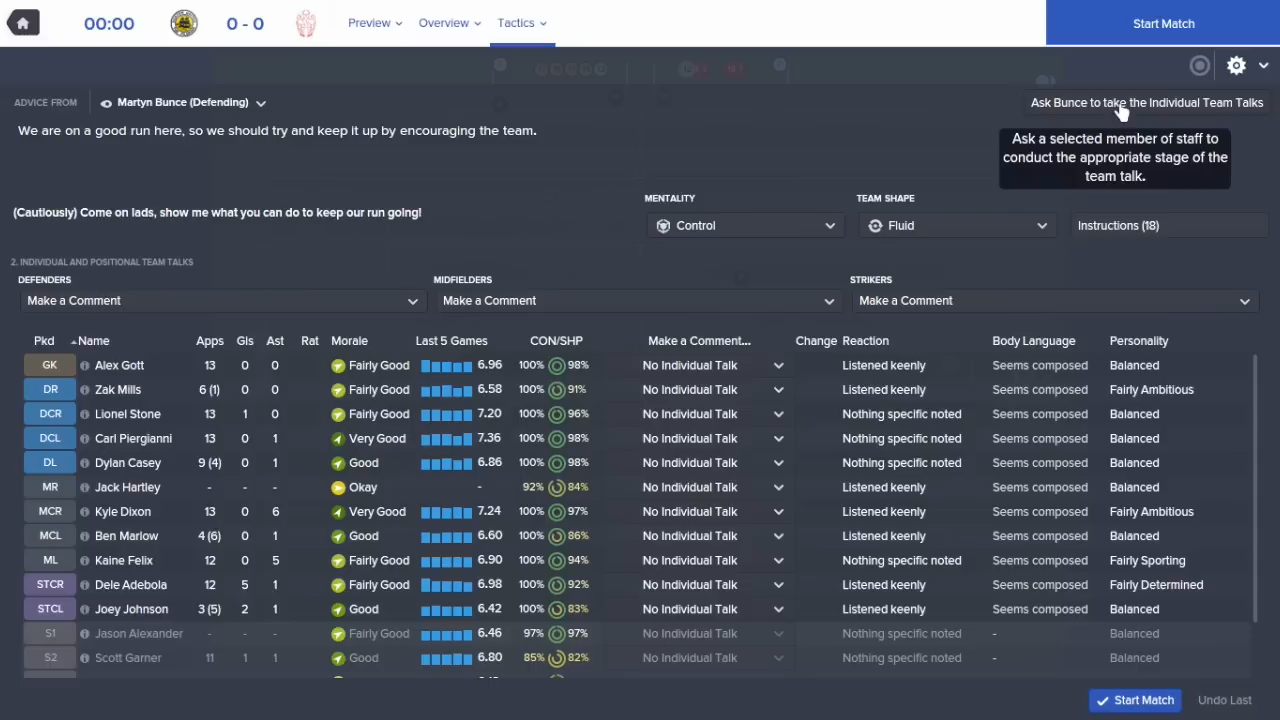 00:00 0 - 0 Preview Overview Tactics Start Match
ADVICE FROM Martyn Bunce (Defending) Ask Bunce to take the Individual Team Talks
We are on a good run here, so we should try and keep it up by encouraging the team.
Ask a selected member of staff to
conduct the appropriate stage of the
team talk.
MENTALITY TEAM SHAPE
(Cautiously) Come on lads, show me what you can do to keep our run going!
Control Fluid Instructions (18)
2. INDIVIDUAL AND POSITIONAL TEAM TALKS
DEFENDERS MIDFIELDERS STRIKERS
Make a Comment Make a Comment Make a Comment
Pkd Name Apps Gls Ast Rat Morale Last 5 Games CON/SHP Make a Comment... Change Reaction Body Language Personality
GK Alex Gott 13 0 0 Fairly Good 6.96 100% 98% No Individual Talk Listened keenly Seems composed Balanced
DR Zak Mills 6 (1) 0 0 Fairly Good 6.58 100% 91% No Individual Talk Listened keenly Seems composed Fairly Ambitious
DCR Lionel Stone 13 1 0 Fairly Good 7.20 100% 96% No Individual Talk Nothing specific noted Seems composed Balanced
DCL Carl Piergianni 13 0 1 Very Good 7.36 100% 98% No Individual Talk Nothing specific noted Seems composed Balanced
DL Dylan Casey 9 (4) 0 1 Good 6.86 100% 98% No Individual Talk Nothing specific noted Seems composed Balanced
MR Jack Hartley - - - Okay - 92% 84% No Individual Talk Listened keenly Seems composed Balanced
MCR Kyle Dixon 13 0 6 Very Good 7.24 100% 97% No Individual Talk Listened keenly Seems composed Fairly Ambitious
MCL Ben Marlow 4 (6) 0 1 Good 6.60 100% 86% No Individual Talk Listened keenly Seems composed Balanced
ML Kaine Felix 12 0 5 Fairly Good 6.90 100% 94% No Individual Talk Nothing specific noted Seems composed Fairly Sporting
STCR Dele Adebola 12 5 1 Fairly Good 6.98 100% 92% No Individual Talk Listened keenly Seems composed Fairly Determined
STCL Joey Johnson 3 (5) 2 1 Good 6.42 100% 83% No Individual Talk Listened keenly Seems composed Balanced
S1 Jason Alexander - - - Fairly Good 6.46 97% 97% No Individual Talk Nothing specific noted - Balanced
S2 Scott Garner 11 1 1 Good 6.80 85% 82% No Individual Talk Nothing specific noted - Balanced
Start Match Undo Last